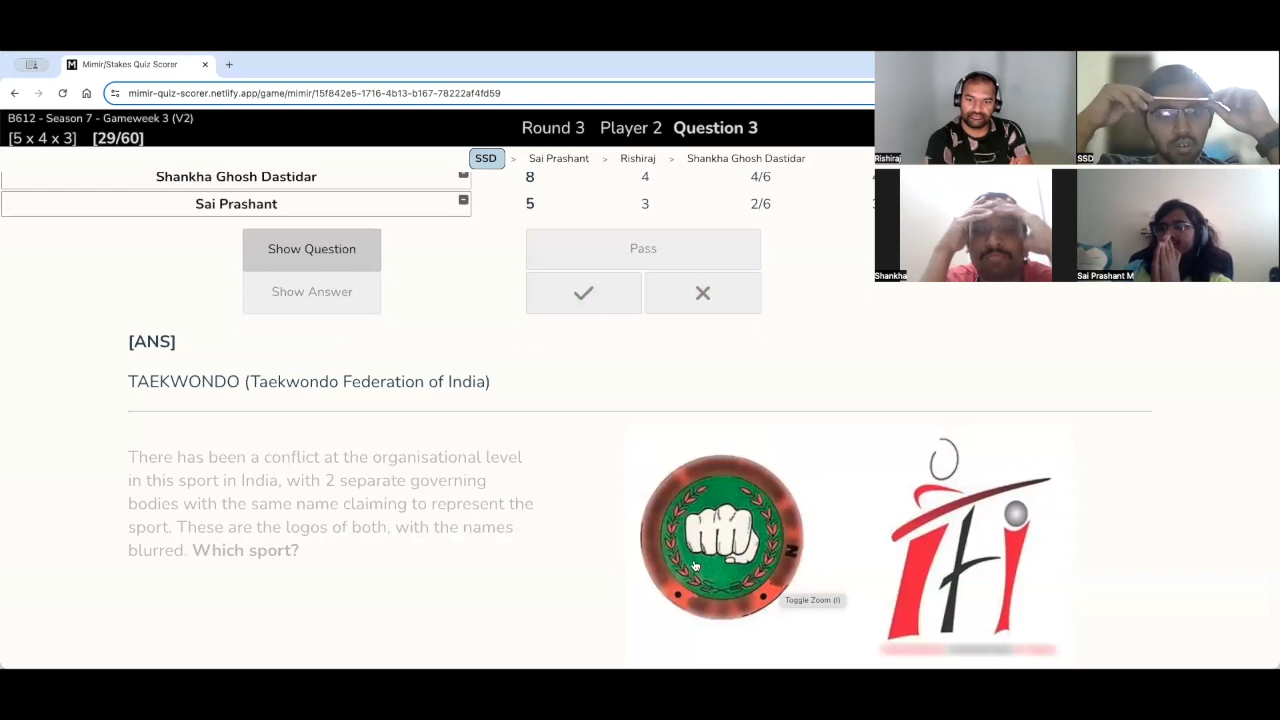 Mimir/Stakes Quiz Scorer
mimir-quiz-scorer.netlify.app/game/mimir/15f842e5-1716-4b13-b167-78222af4fd59
B612 - Season 7 - Gameweek 3 (V2)
[5 x 4 x 3] [29/60]
Round 3 Player 2 Question 3
SSD > Sai Prashant > Rishiraj > Shankha Ghosh Dastidar
Shankha Ghosh Dastidar 8 4 4/6
Sai Prashant 5 3 2/6
Show Question
Pass
Show Answer
Rishiraj
SSD
Shankha
Sai Prashant M
[ANS]
TAEKWONDO (Taekwondo Federation of India)
There has been a conflict at the organisational level
in this sport in India, with 2 separate governing
bodies with the same name claiming to represent the
sport. These are the logos of both, with the names
blurred. Which sport?
N
Toggle Zoom (I)
TFI